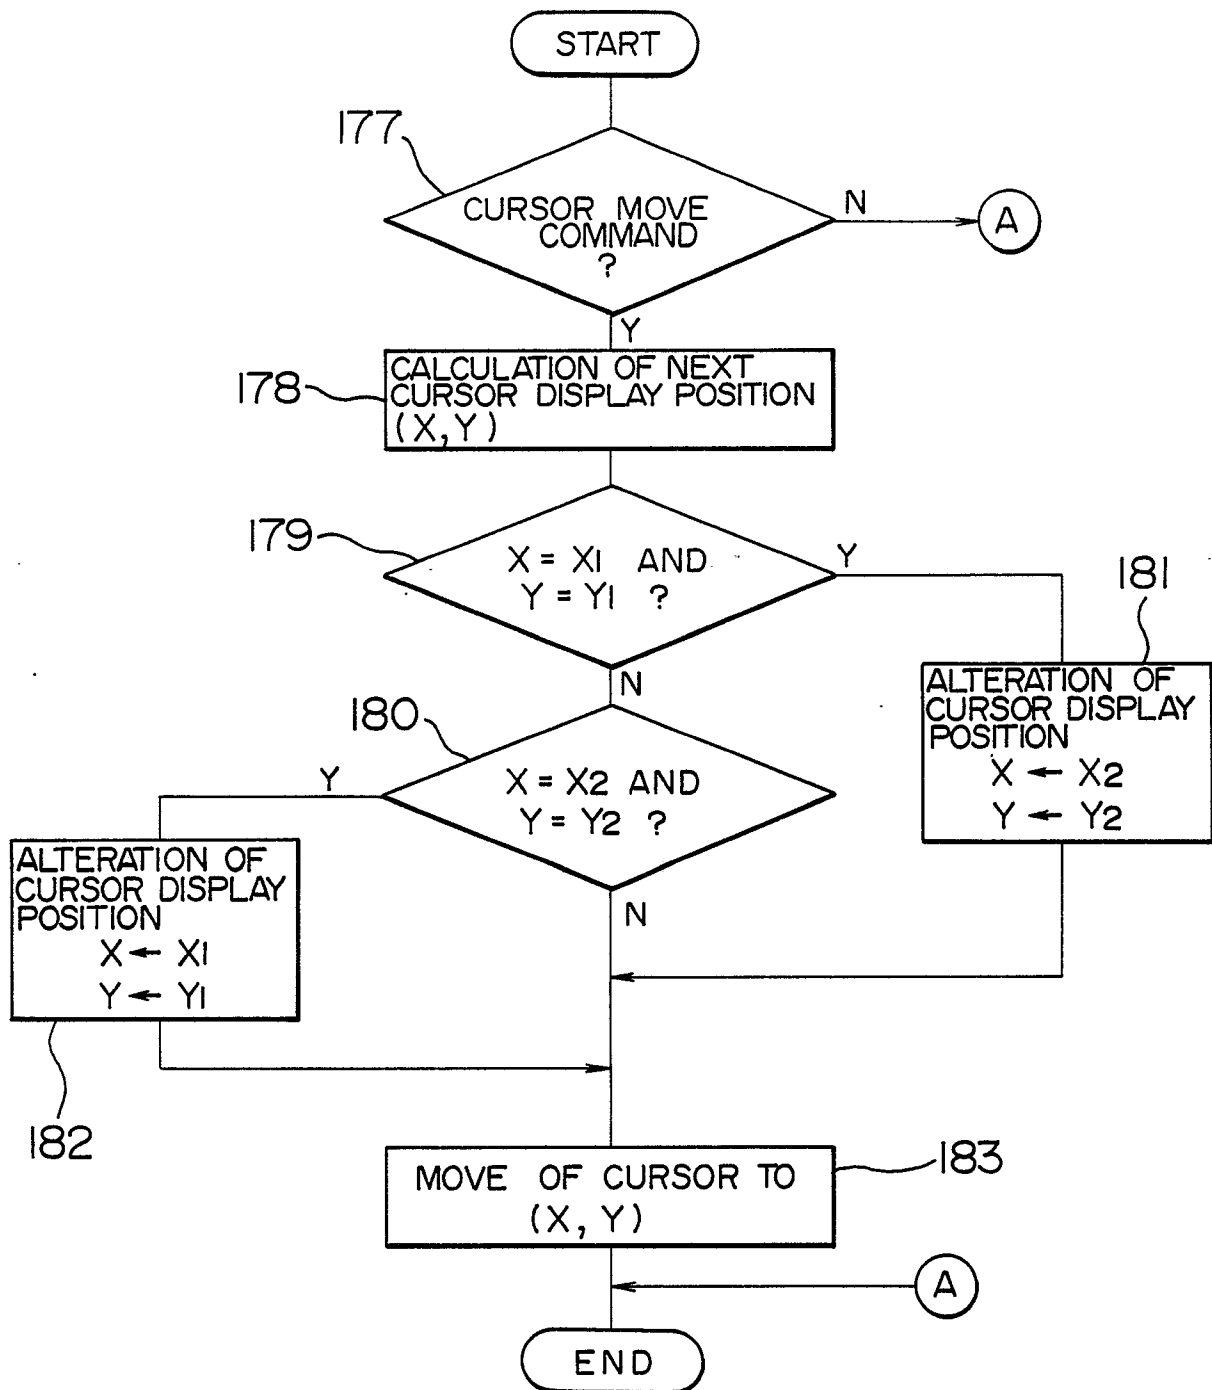 START
177
CURSOR MOVE
COMMAND
?
N
A
Y
178
CALCULATION OF NEXT
CURSOR DISPLAY POSITION
(X,Y)
179
X = X1 AND
Y = Y1 ?
Y
181
N
ALTERATION OF
CURSOR DISPLAY
POSITION
X ← X2
Y ← Y2
180
X = X2 AND
Y = Y2 ?
Y
N
ALTERATION OF
CURSOR DISPLAY
POSITION
X ← X1
Y ← Y1
182
MOVE OF CURSOR TO
(X, Y)
183
A
END